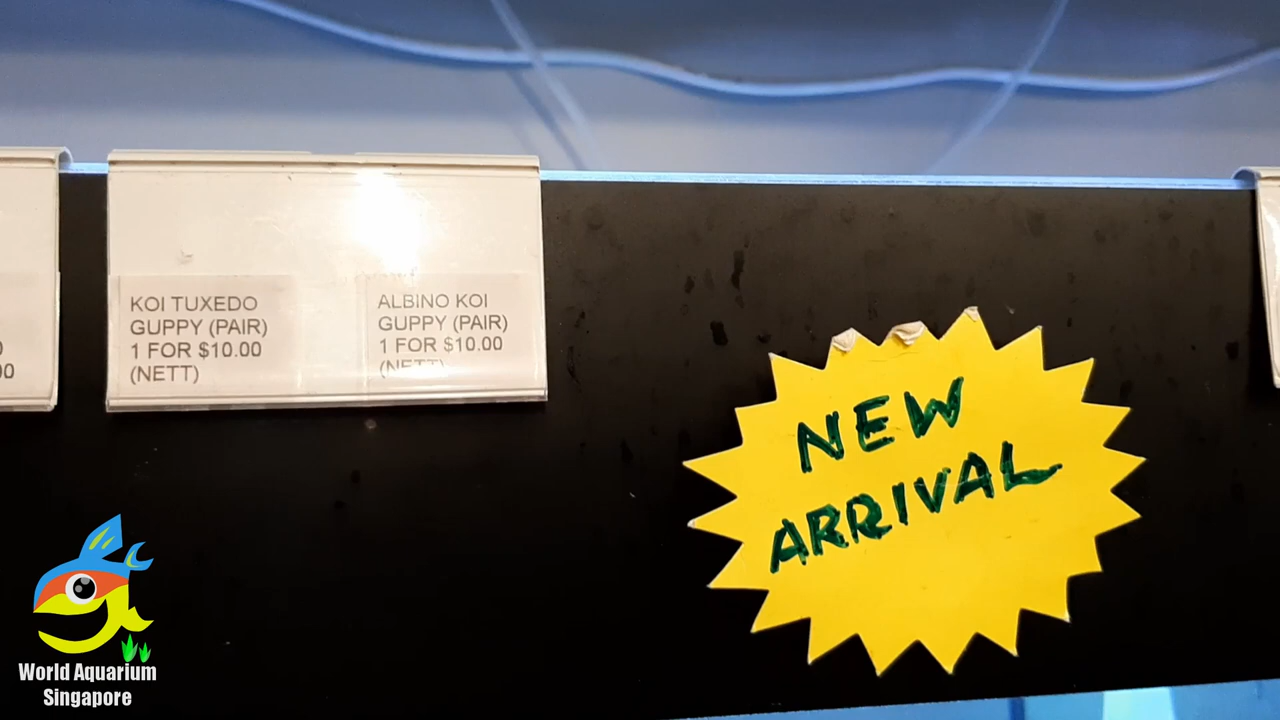 KOI TUXEDO
GUPPY (PAIR)
1 FOR $10.00
(NETT)
ALBINO KOI
GUPPY (PAIR)
1 FOR $10.00
(NETT)
NEW
ARRIVAL
World Aquarium
Singapore